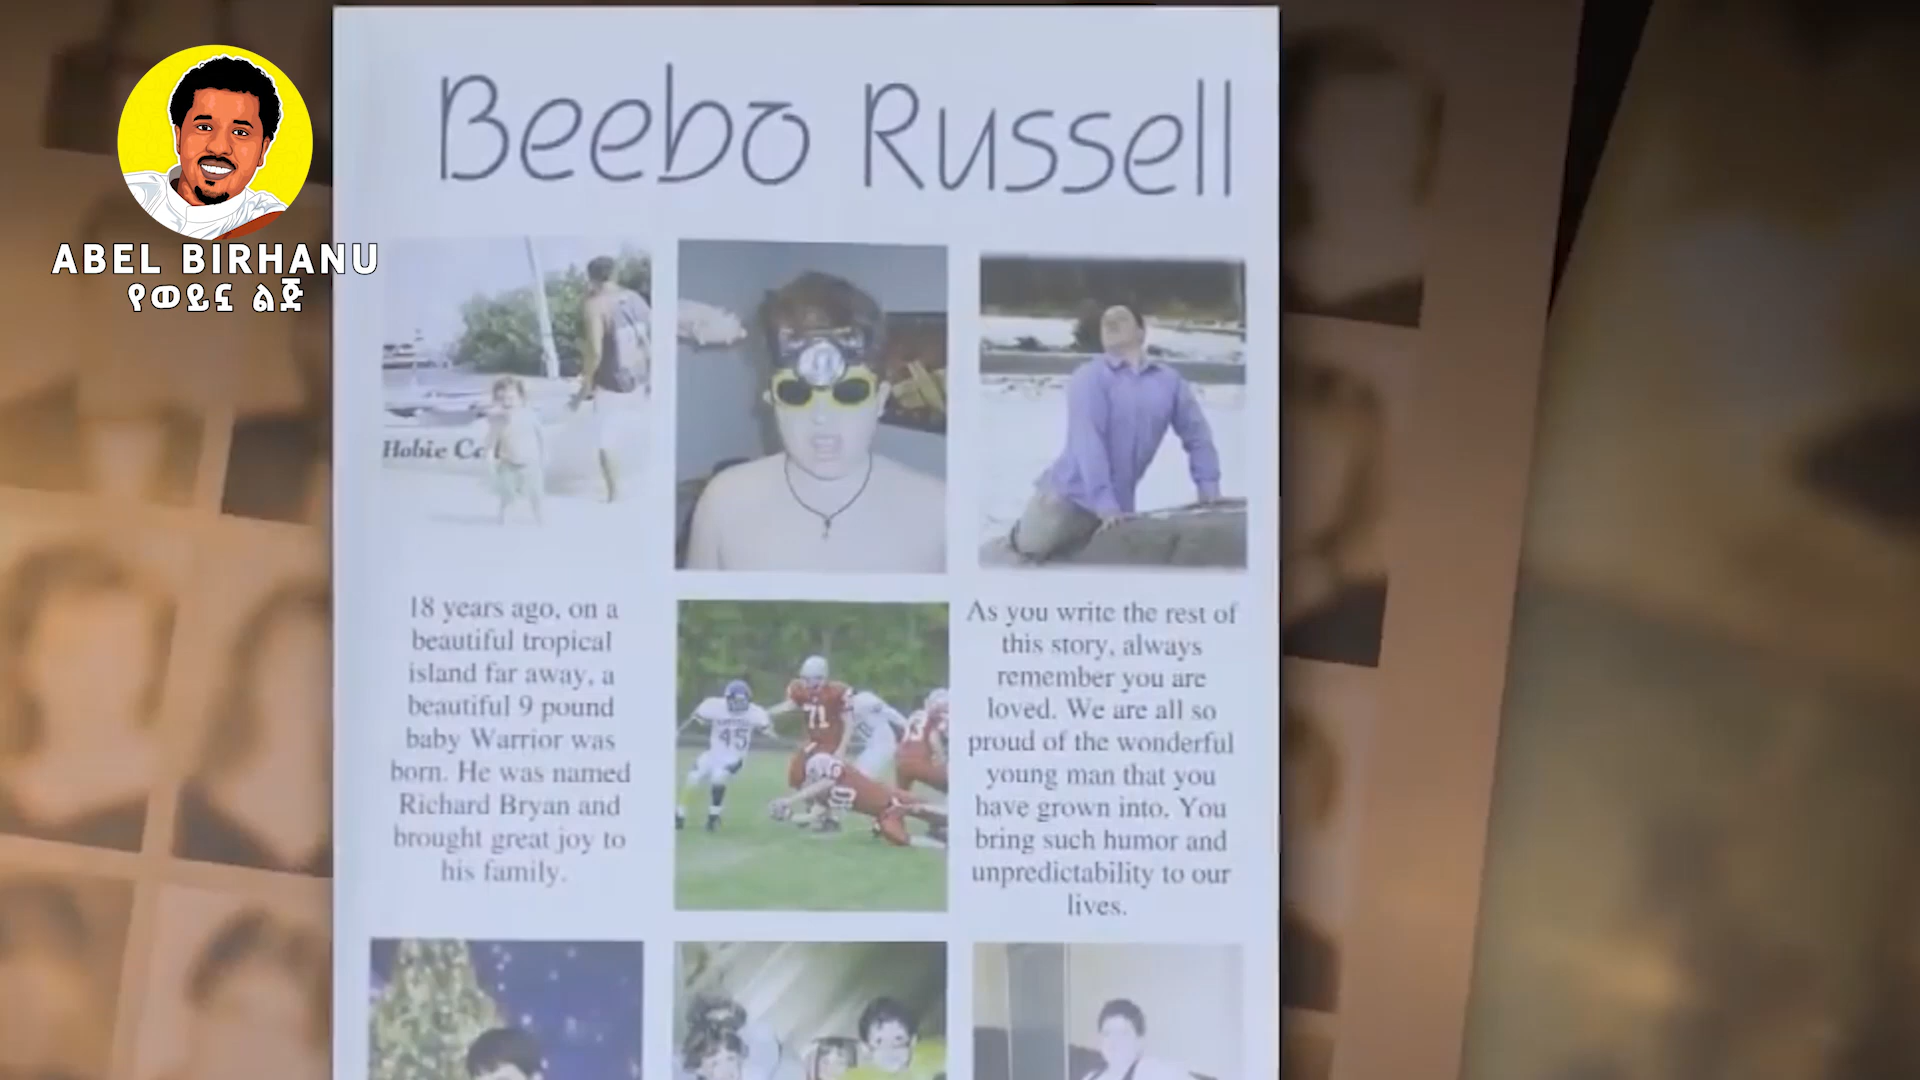 ABEL BIRHANU
የወይኗ ልጅ
Beebo Russell
Hobie Cat
18 years ago, on a
beautiful tropical
island far away, a
beautiful 9 pound
baby Warrior was
born. He was named
Richard Bryan and
brought great joy to
his family.
45
71
As you write the rest of
this story, always
remember you are
loved. We are all so
proud of the wonderful
young man that you
have grown into. You
bring such humor and
unpredictability to our
lives.